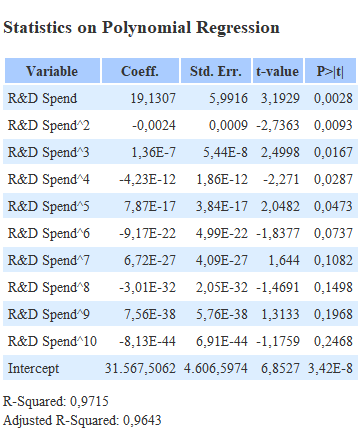 Statistics on Polynomial Regression
Variable Coeff. Std. Err. t-value P>|t|
R&D Spend 19,1307 5,9916 3,1929 0,0028
R&D Spend^2 -0,0024 0,0009 -2,7363 0,0093
R&D Spend^3 1,36E-7 5,44E-8 2,4998 0,0167
R&D Spend^4 -4,23E-12 1,86E-12 -2,271 0,0287
R&D Spend^5 7,87E-17 3,84E-17 2,0482 0,0473
R&D Spend^6 -9,17E-22 4,99E-22 -1,8377 0,0737
R&D Spend^7 6,72E-27 4,09E-27 1,644 0,1082
R&D Spend^8 -3,01E-32 2,05E-32 -1,4691 0,1498
R&D Spend^9 7,56E-38 5,76E-38 1,3133 0,1968
R&D Spend^10 -8,13E-44 6,91E-44 -1,1759 0,2468
Intercept 31.567,5062 4.606,5974 6,8527 3,42E-8
R-Squared: 0,9715
Adjusted R-Squared: 0,9643